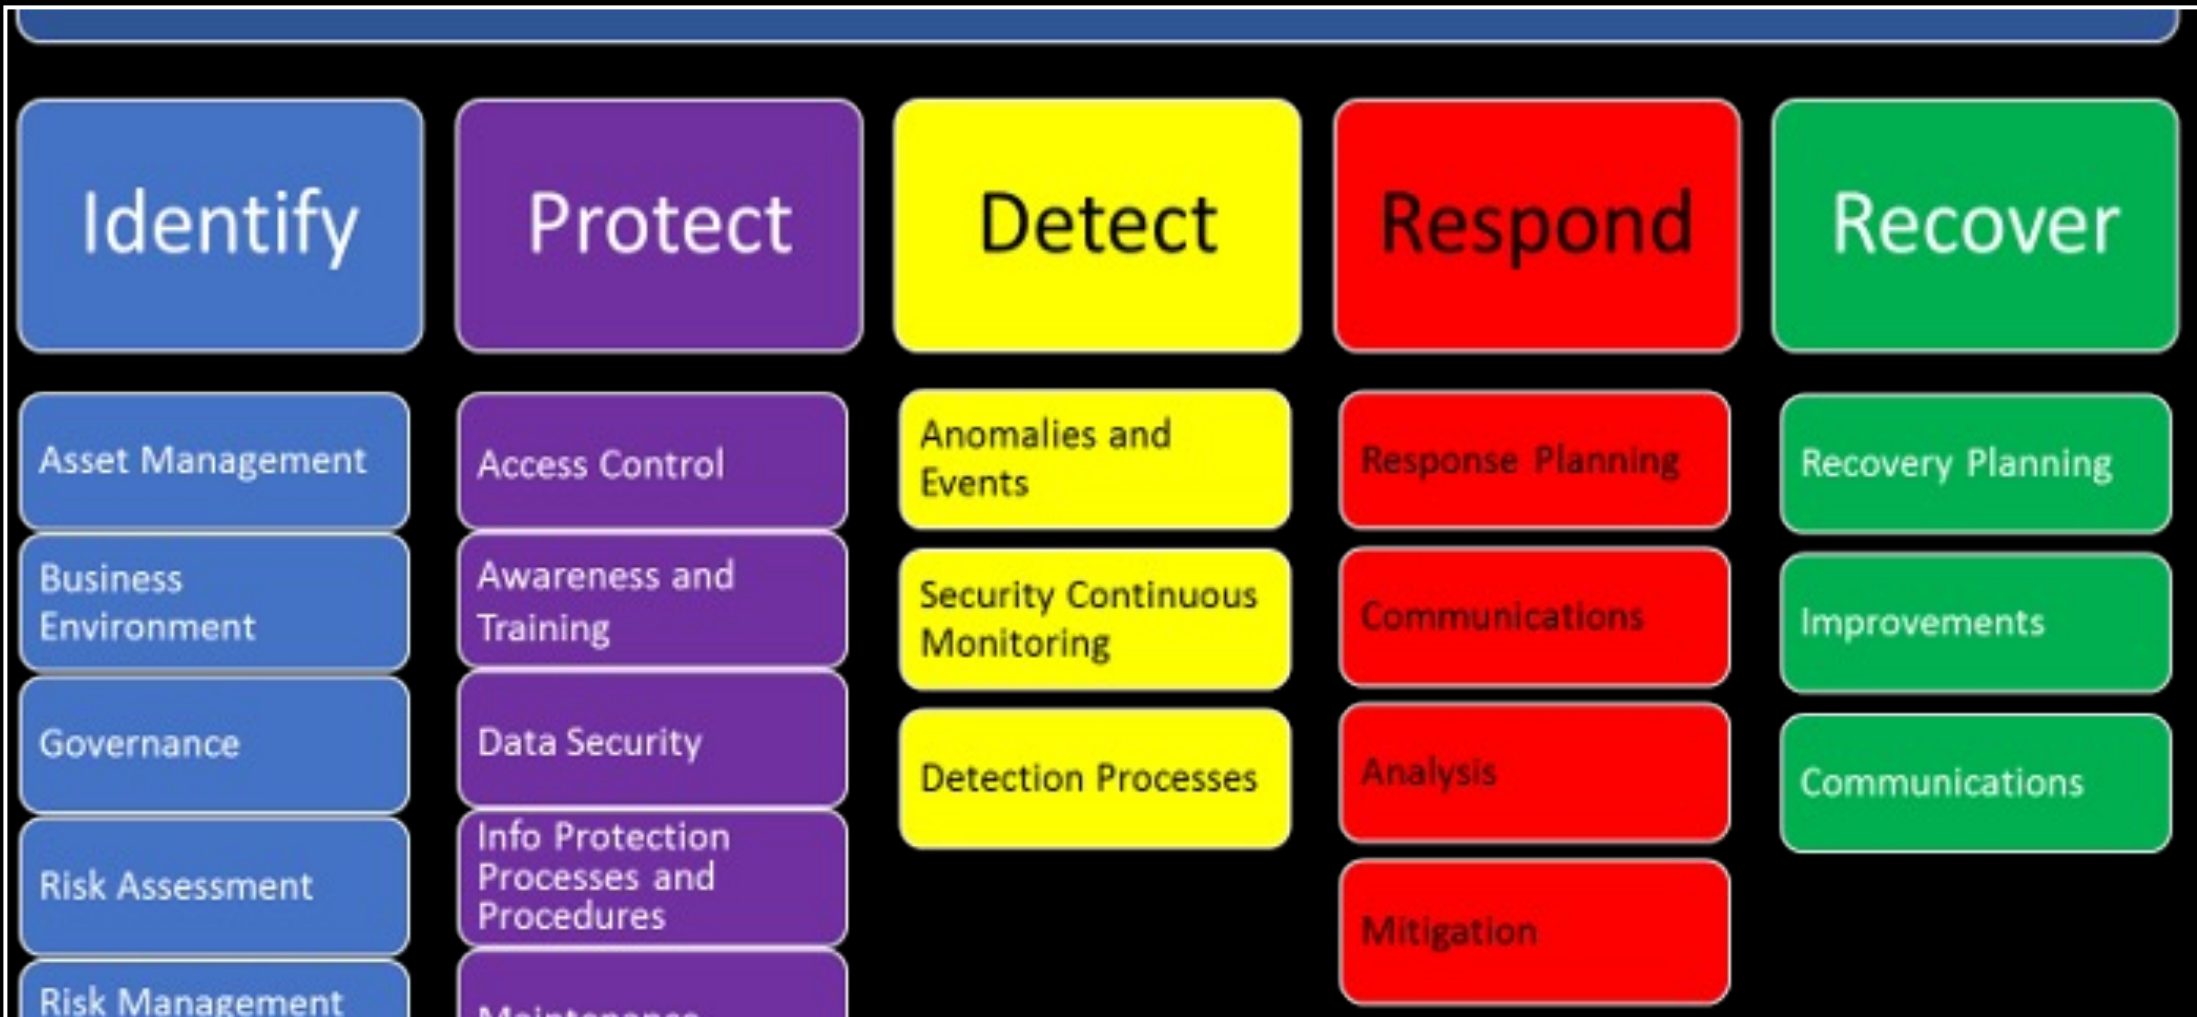 Identify
Protect
Detect
Respond
Recover
Asset Management
Business
Environment
Governance
Risk Assessment
Risk Management
Access Control
Awareness and
Training
Data Security
Info Protection
Processes and
Procedures
Maintenance
Anomalies and
Events
Security Continuous
Monitoring
Detection Processes
Response Planning
Communications
Analysis
Mitigation
Recovery Planning
Improvements
Communications